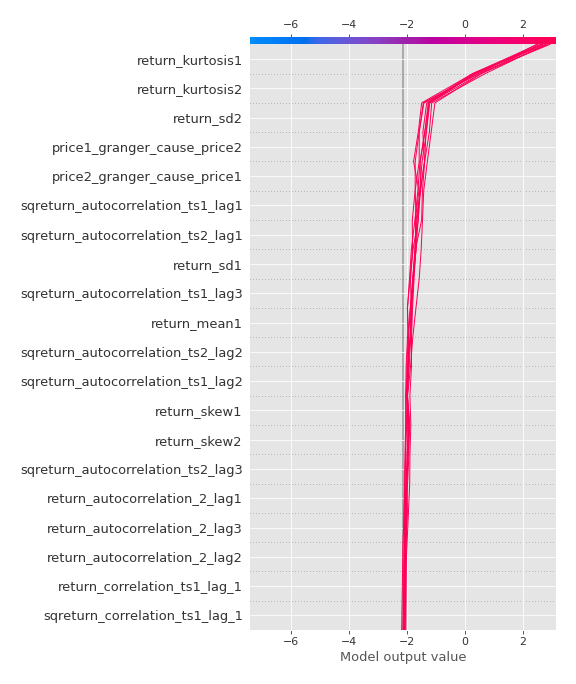 −6 −4 −2 0 2
return_kurtosis1
return_kurtosis2
return_sd2
price1_granger_cause_price2
price2_granger_cause_price1
sqreturn_autocorrelation_ts1_lag1
sqreturn_autocorrelation_ts2_lag1
return_sd1
sqreturn_autocorrelation_ts1_lag3
return_mean1
sqreturn_autocorrelation_ts2_lag2
sqreturn_autocorrelation_ts1_lag2
return_skew1
return_skew2
sqreturn_autocorrelation_ts2_lag3
return_autocorrelation_2_lag1
return_autocorrelation_2_lag3
return_autocorrelation_2_lag2
return_correlation_ts1_lag_1
sqreturn_correlation_ts1_lag_1
−6 −4 −2 0 2
Model output value